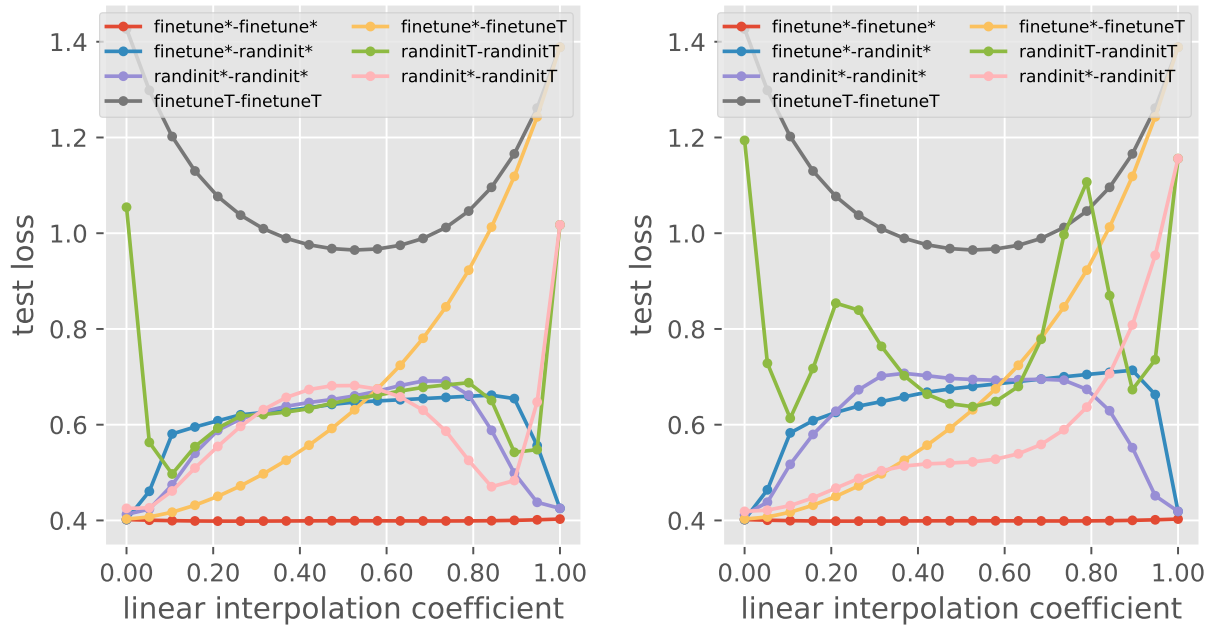 finetune*-finetune* finetune*-finetuneT
finetune*-randinit* randinitT-randinitT
randinit*-randinit* randinit*-randinitT
finetuneT-finetuneT
1.4
1.2
1.0
0.8
0.6
0.4
test loss
0.00 0.20 0.40 0.60 0.80 1.00
linear interpolation coefficient
finetune*-finetune* finetune*-finetuneT
finetune*-randinit* randinitT-randinitT
randinit*-randinit* randinit*-randinitT
finetuneT-finetuneT
1.4
1.2
1.0
0.8
0.6
0.4
test loss
0.00 0.20 0.40 0.60 0.80 1.00
linear interpolation coefficient